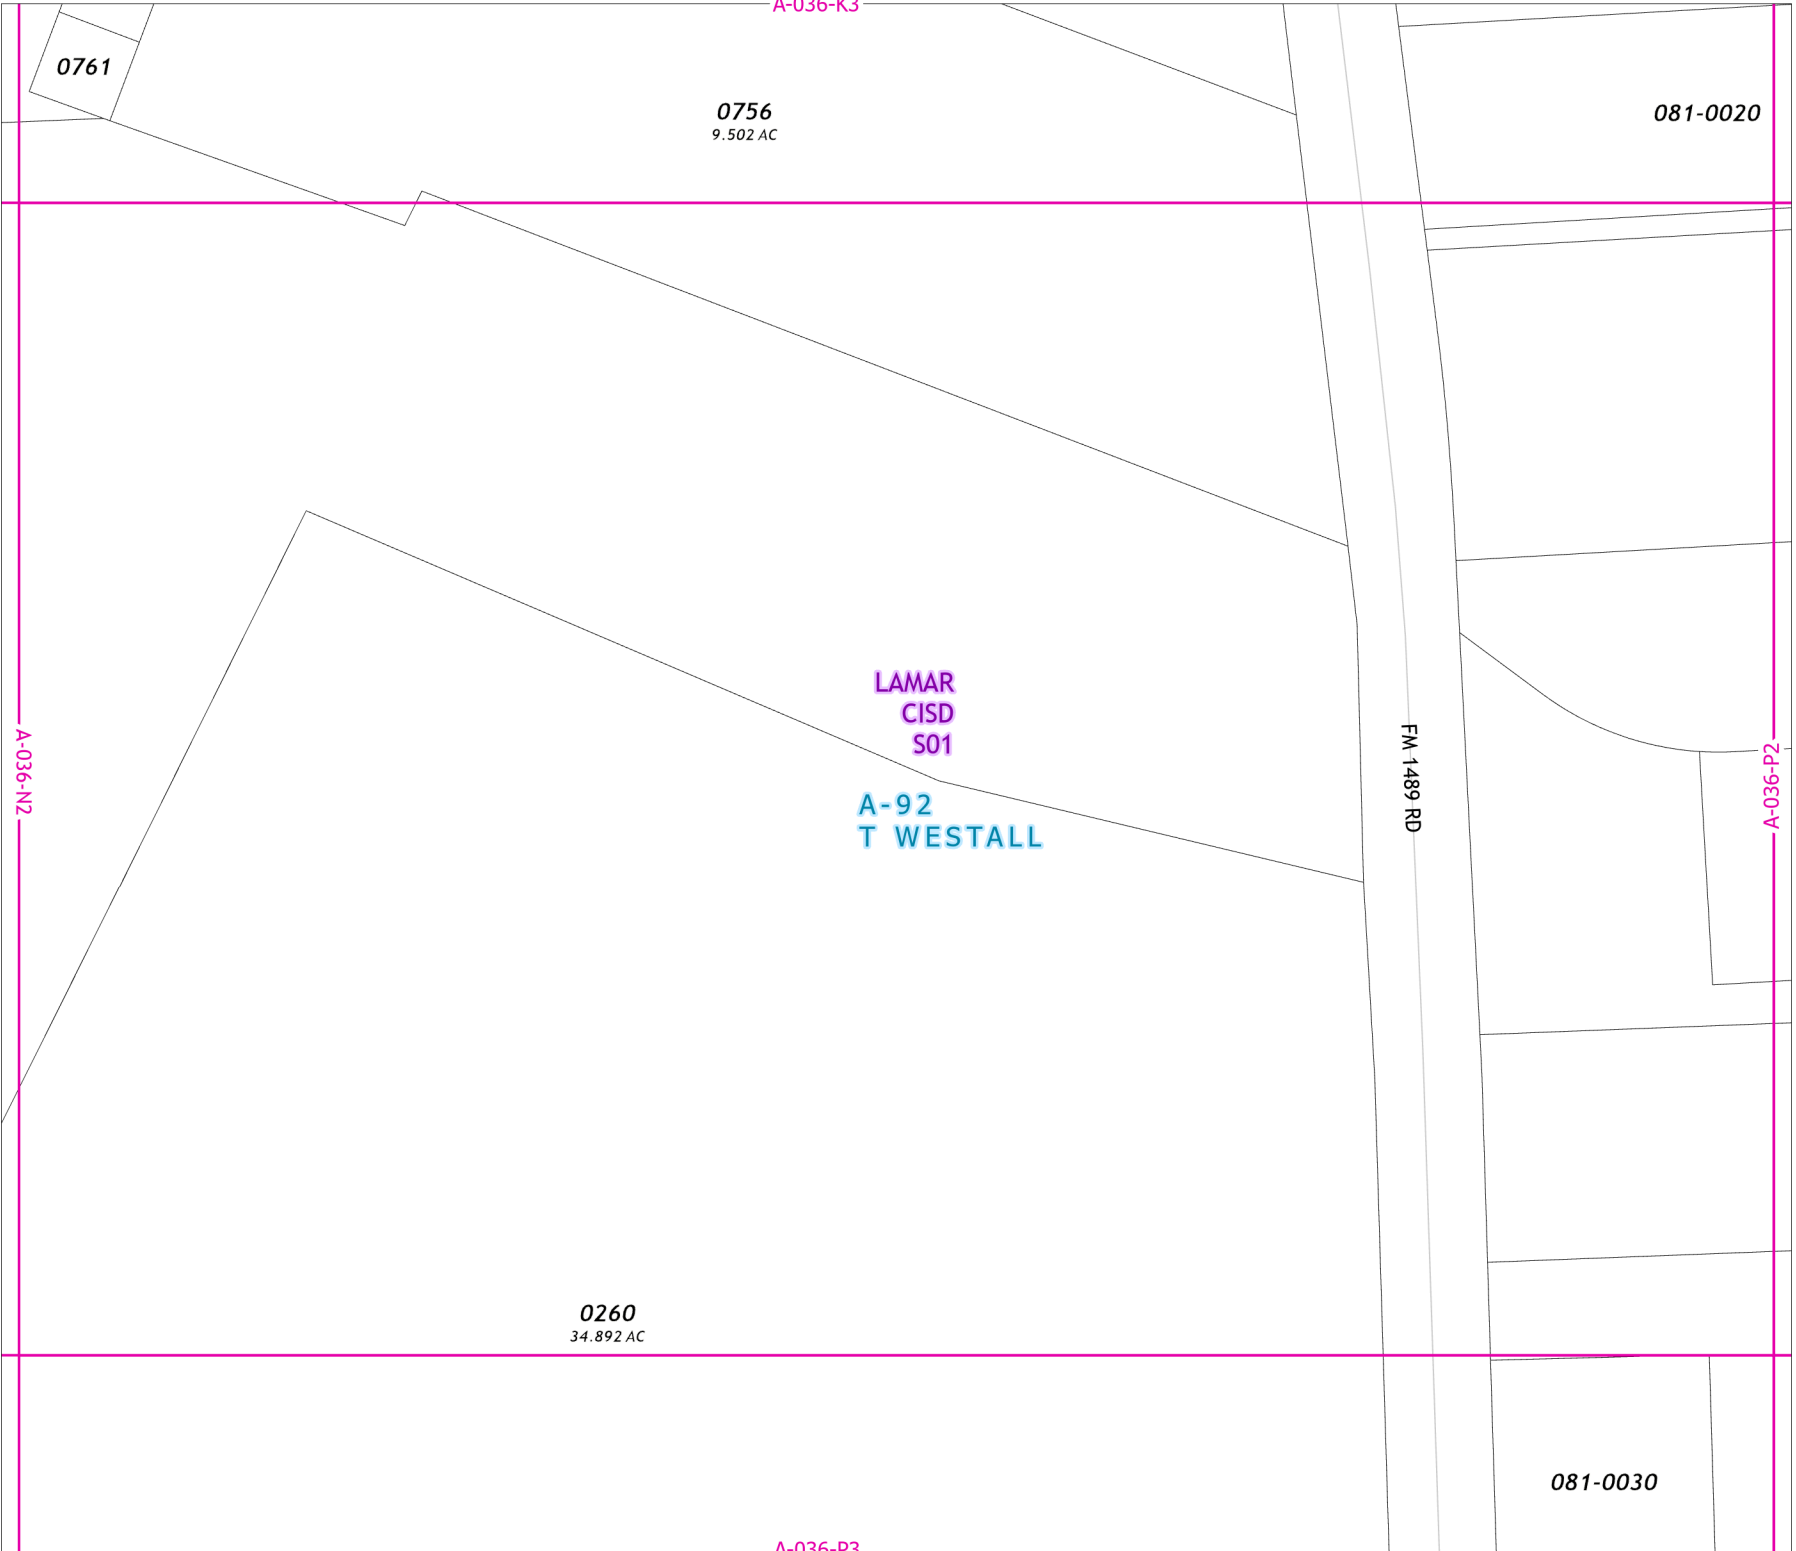 A-036-K3
0761
0756
9.502 AC
081-0020
LAMAR
CISD
S01
A-036-N2
FM 1489 RD
A-036-P2
A-92
T WESTALL
0260
34.892 AC
081-0030
A-036-P3